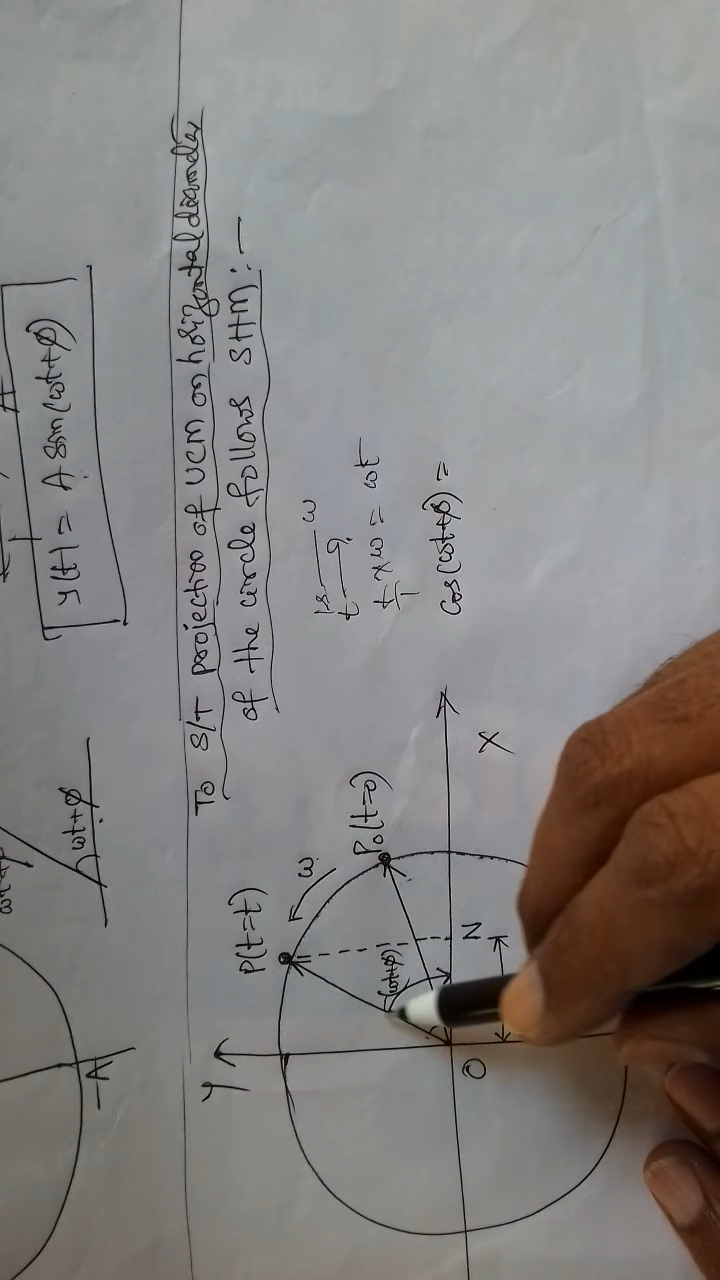 y(t) = A sin(ωt+φ)
ωt+φ
-A
To S/T projection of UCM on horizontal diameter
of the circle follows SHM:-
1s — ω
t — ?
t/1 × ω = ωt
cos(ωt+φ) =
Y
P(t=t)
ω
P₀(t=0)
(ωt+φ)
O
N
X